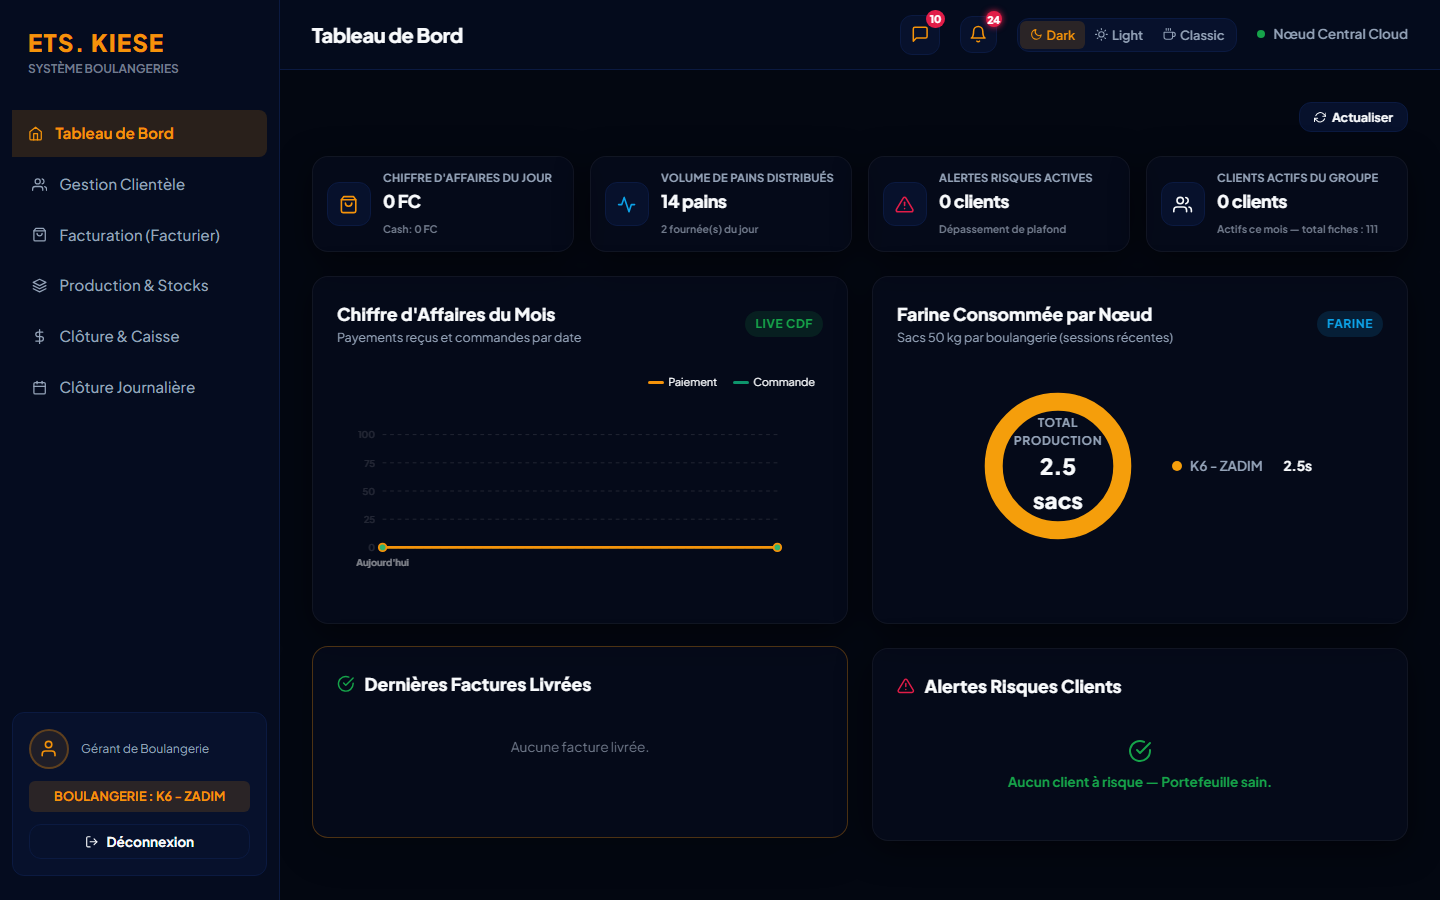 ETS. KIESE
SYSTÈME BOULANGERIES
Tableau de Bord
Gestion Clientèle
Facturation (Facturier)
Production & Stocks
Clôture & Caisse
Clôture Journalière
Gérant de Boulangerie
BOULANGERIE : K6 - ZADIM
Déconnexion
Tableau de Bord
10
24
Dark
Light
Classic
Nœud Central Cloud
Actualiser
CHIFFRE D'AFFAIRES DU JOUR
0 FC
Cash: 0 FC
VOLUME DE PAINS DISTRIBUÉS
14 pains
2 fournée(s) du jour
ALERTES RISQUES ACTIVES
0 clients
Dépassement de plafond
CLIENTS ACTIFS DU GROUPE
0 clients
Actifs ce mois — total fiches : 111
Chiffre d'Affaires du Mois
Payements reçus et commandes par date
LIVE CDF
Paiement
Commande
100
75
50
25
0
Aujourd'hui
Farine Consommée par Nœud
Sacs 50 kg par boulangerie (sessions récentes)
FARINE
TOTAL
PRODUCTION
2.5
sacs
K6 - ZADIM 2.5s
Dernières Factures Livrées
Aucune facture livrée.
Alertes Risques Clients
Aucun client à risque — Portefeuille sain.